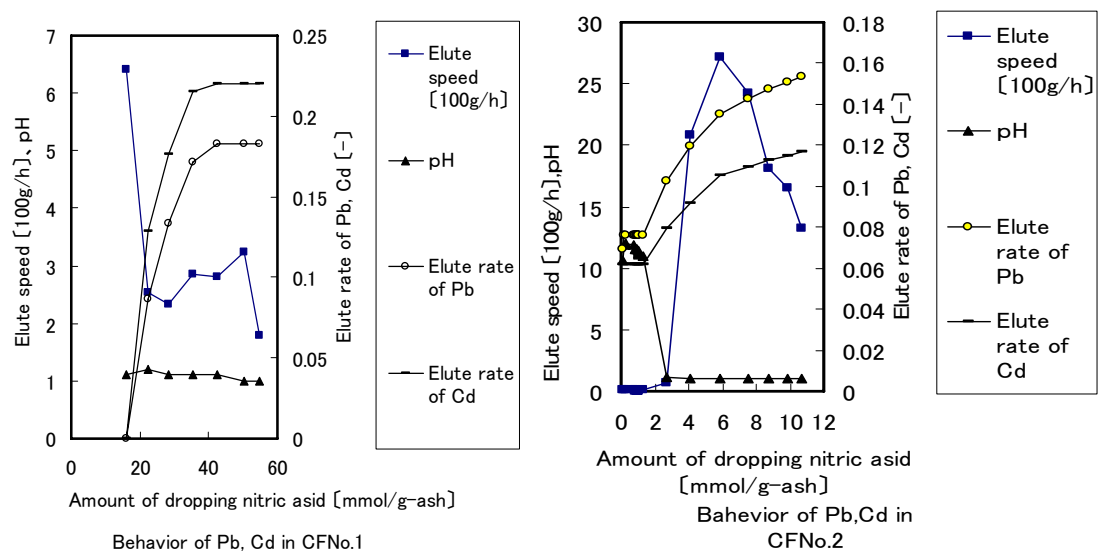 7
6
5
4
3
2
1
0
Elute speed〔100g/h〕、pH
0.25
0.2
0.15
0.1
0.05
0
Elute rate of Pb, Cd〔-〕
0
20
40
60
Amount of dropping nitric asid〔mmol/g-ash〕
Behavior of Pb, Cd in CFNo.1
Elute
speed
〔100g/h〕
pH
Elute rate
of Pb
Elute rate
of Cd
30
25
20
15
10
5
0
Elute speed〔100g/h〕,pH
0.18
0.16
0.14
0.12
0.1
0.08
0.06
0.04
0.02
0
Elute rate of Pb, Cd〔-〕
0
2
4
6
8
10
12
Amount of dropping nitric asid
〔mmol/g-ash〕
Bahevior of Pb,Cd in
CFNo.2
Elute
speed
〔100g/h〕
pH
Elute
rate of
Pb
Elute
rate of
Cd